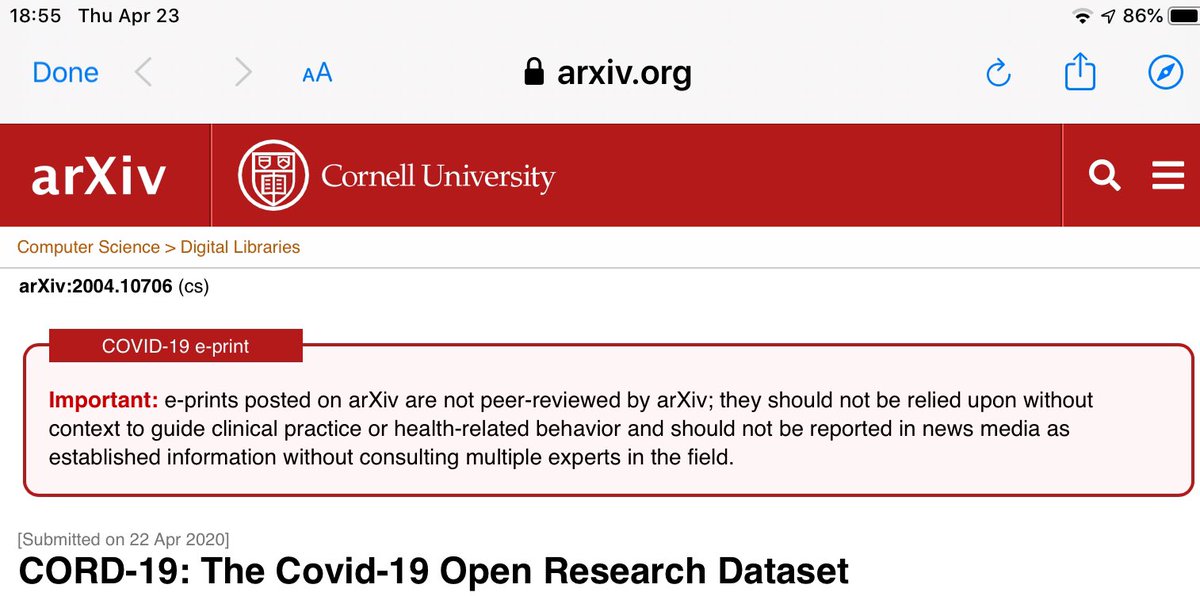 18:55 Thu Apr 23
86%
Done
AA
arxiv.org
arXiv
Cornell University
Computer Science > Digital Libraries
arXiv:2004.10706 (cs)
COVID-19 e-print
Important: e-prints posted on arXiv are not peer-reviewed by arXiv; they should not be relied upon without
context to guide clinical practice or health-related behavior and should not be reported in news media as
established information without consulting multiple experts in the field.
[Submitted on 22 Apr 2020]
CORD-19: The Covid-19 Open Research Dataset